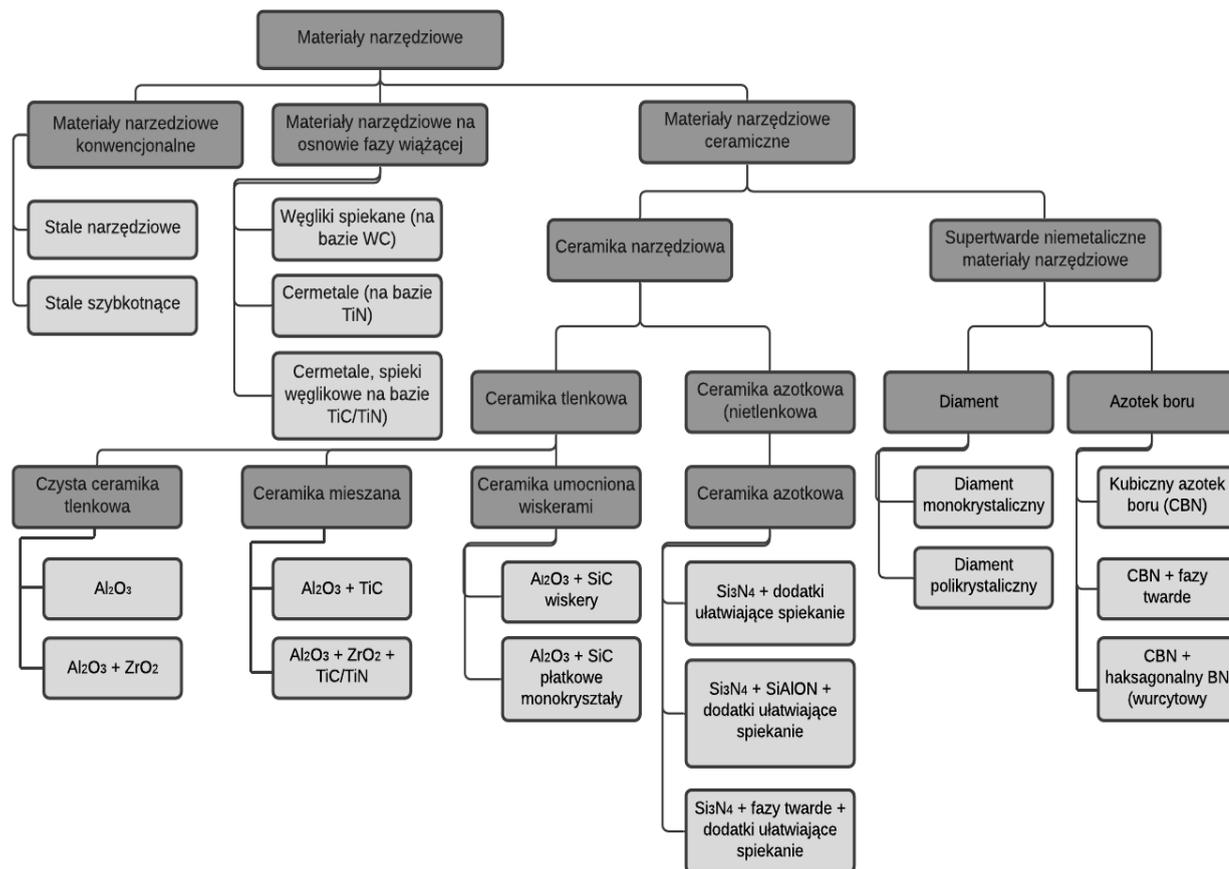 Materiały narzędziowe
Materiały narzedziowe
konwencjonalne
Materiały narzędziowe na
osnowie fazy wiążącej
Materiały narzędziowe
ceramiczne
Stale narzędziowe
Stale szybkotnące
Węgliki spiekane (na
bazie WC)
Cermetale (na bazie
TiN)
Cermetale, spieki
węglikowe na bazie
TiC/TiN)
Ceramika narzędziowa
Supertwarde niemetaliczne
materiały narzędziowe
Ceramika tlenkowa
Ceramika azotkowa
(nietlenkowa
Diament
Azotek boru
Czysta ceramika
tlenkowa
Ceramika mieszana
Ceramika umocniona
wiskerami
Ceramika azotkowa
Diament
monokrystaliczny
Diament
polikrystaliczny
Kubiczny azotek
boru (CBN)
CBN + fazy
twarde
CBN +
haksagonalny BN
(wurcytowy
Al₂O₃
Al₂O₃ + ZrO₂
Al₂O₃ + TiC
Al₂O₃ + ZrO₂ +
TiC/TiN
Al₂O₃ + SiC
wiskery
Al₂O₃ + SiC
płatkowe
monokryształy
Si₃N₄ + dodatki
ułatwiające spiekanie
Si₃N₄ + SiAlON +
dodatki ułatwiające
spiekanie
Si₃N₄ + fazy twarde +
dodatki ułatwiające
spiekanie